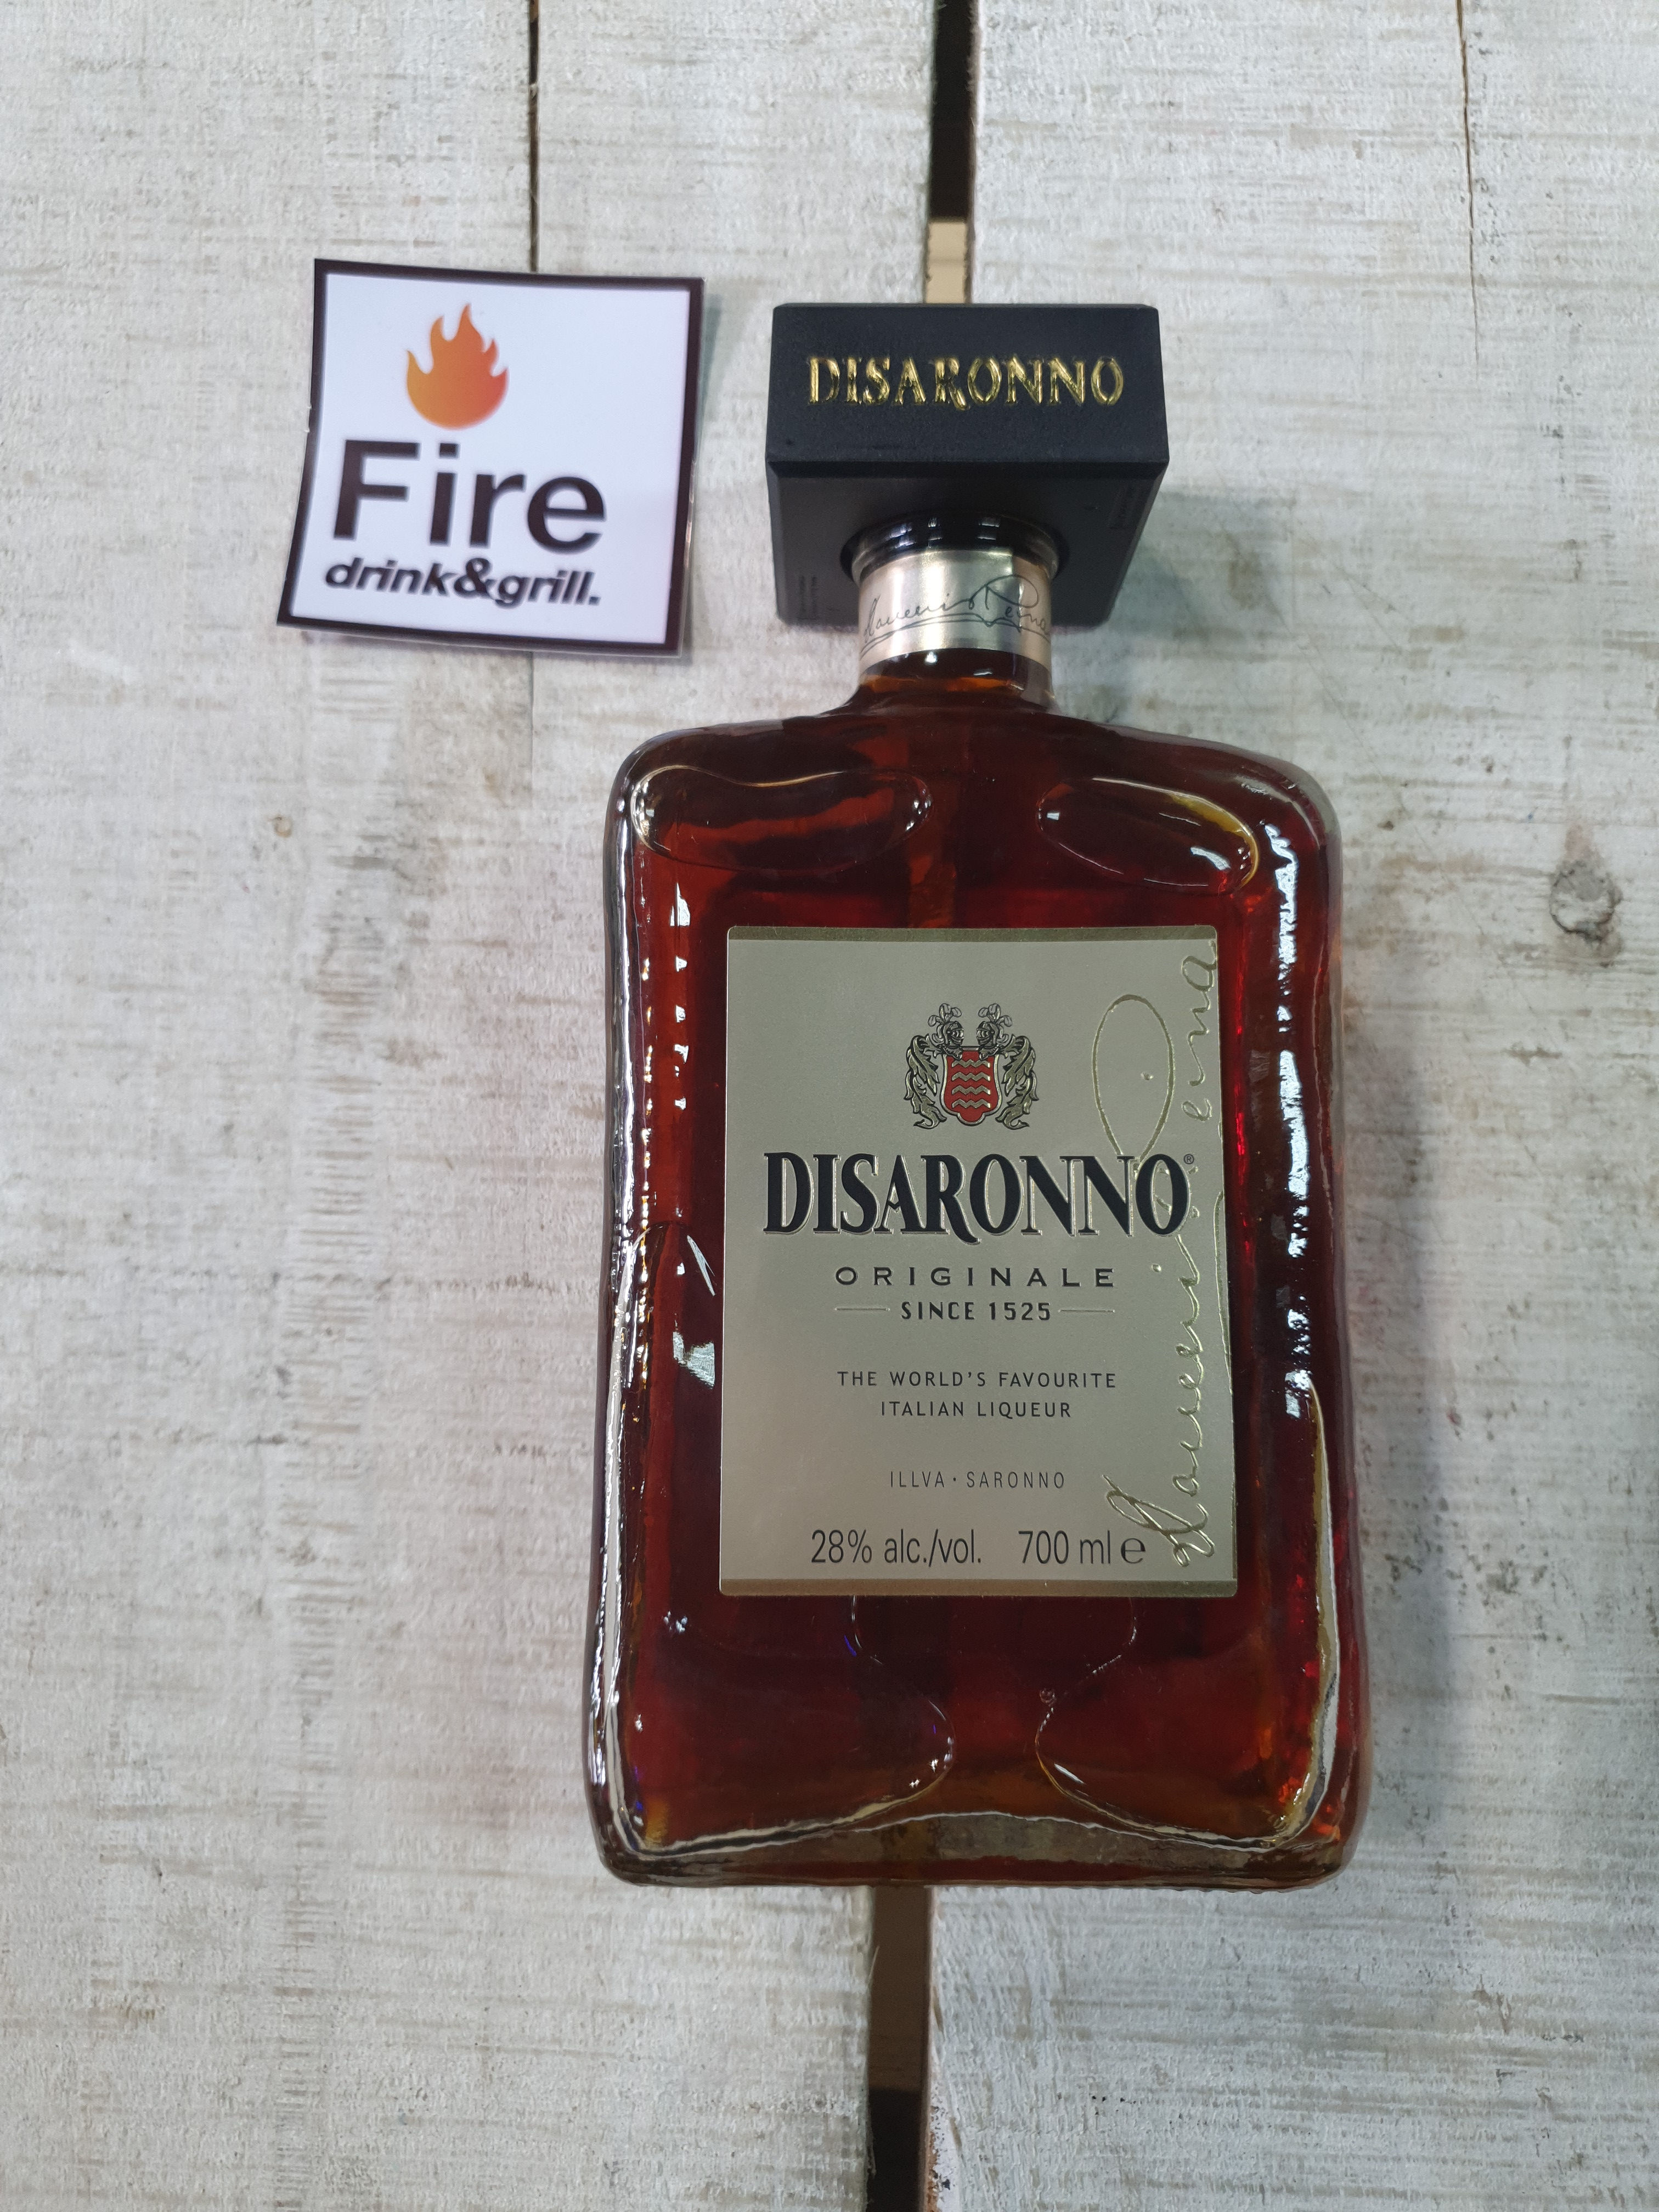 Fire
drink&grill.
DISARONNO
DISARONNO®
ORIGINALE
SINCE 1525
THE WORLD'S FAVOURITE
ITALIAN LIQUEUR
ILLVA • SARONNO
28% alc./vol. 700 ml e